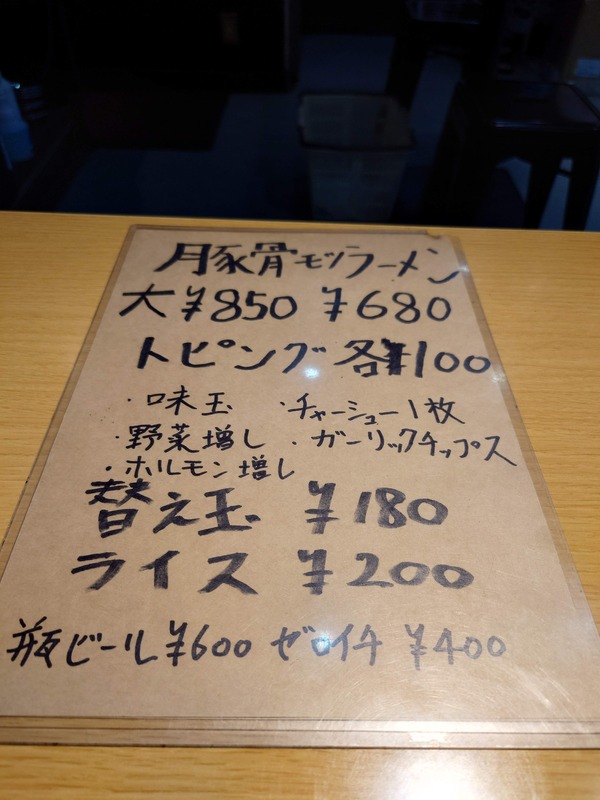 豚骨モツラーメン
大¥850 ¥680
トピング各¥100
・味玉 ・チャーシュー1枚
・野菜増し ・ガーリックチップス
・ホルモン増し
替え玉 ¥180
ライス ¥200
瓶ビール¥600 ゼロイチ ¥400